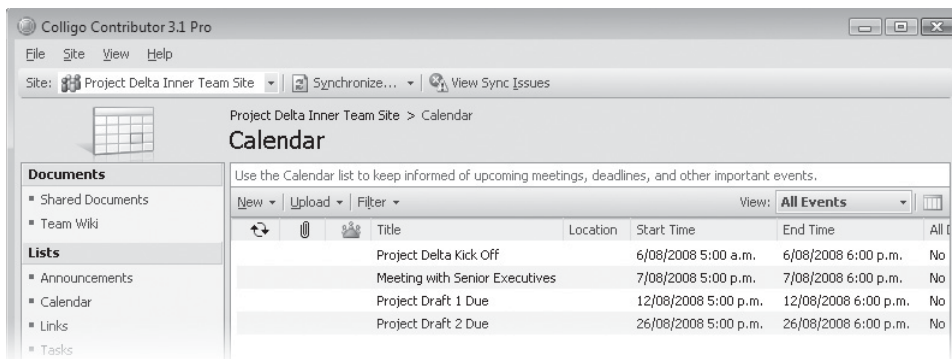 Colligo Contributor 3.1 Pro
File Site View Help
Site: Project Delta Inner Team Site Synchronize... View Sync Issues
Project Delta Inner Team Site > Calendar
Calendar
Documents
Shared Documents
Team Wiki
Lists
Announcements
Calendar
Links
Tasks
Use the Calendar list to keep informed of upcoming meetings, deadlines, and other important events.
New Upload Filter View: All Events
Title Location Start Time End Time All
Project Delta Kick Off 6/08/2008 5:00 a.m. 6/08/2008 6:00 p.m. No
Meeting with Senior Executives 7/08/2008 5:00 p.m. 7/08/2008 6:00 p.m. No
Project Draft 1 Due 12/08/2008 5:00 p.m. 12/08/2008 6:00 p.m. No
Project Draft 2 Due 26/08/2008 5:00 p.m. 26/08/2008 6:00 p.m. No